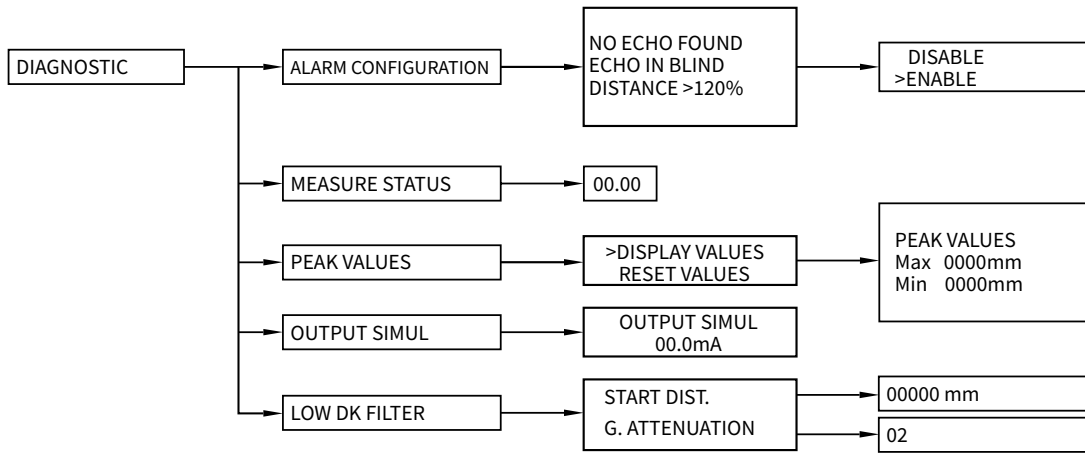 DIAGNOSTIC
ALARM CONFIGURATION
NO ECHO FOUND
ECHO IN BLIND
DISTANCE >120%
DISABLE
>ENABLE
MEASURE STATUS
00.00
PEAK VALUES
>DISPLAY VALUES
RESET VALUES
PEAK VALUES
Max 0000mm
Min 0000mm
OUTPUT SIMUL
OUTPUT SIMUL
00.0mA
LOW DK FILTER
START DIST.
G. ATTENUATION
00000 mm
02